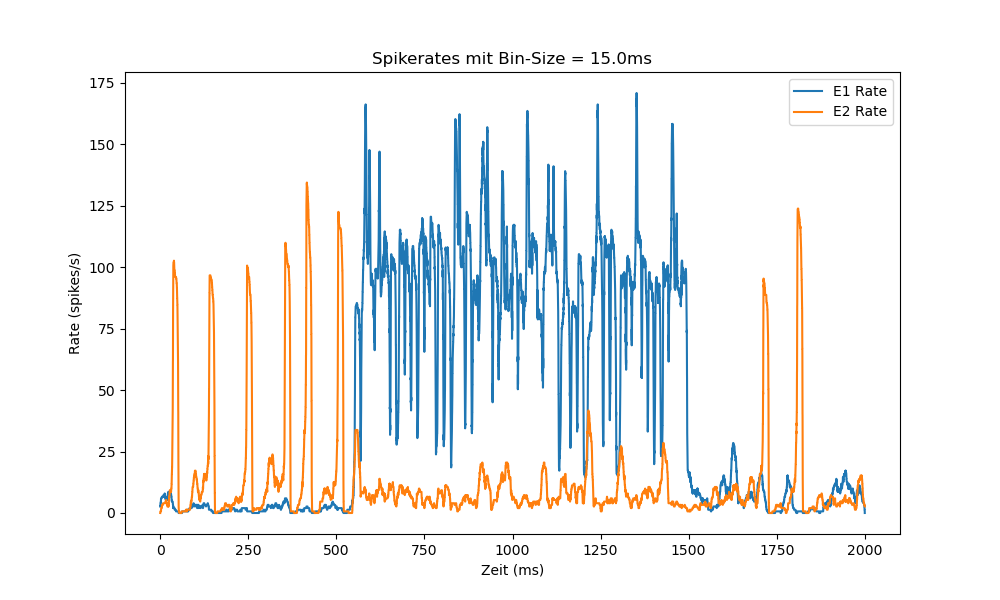 Spikerates mit Bin-Size = 15.0ms
E1 Rate
E2 Rate
175
150
125
100
75
50
25
0
Rate (spikes/s)
0 250 500 750 1000 1250 1500 1750 2000
Zeit (ms)